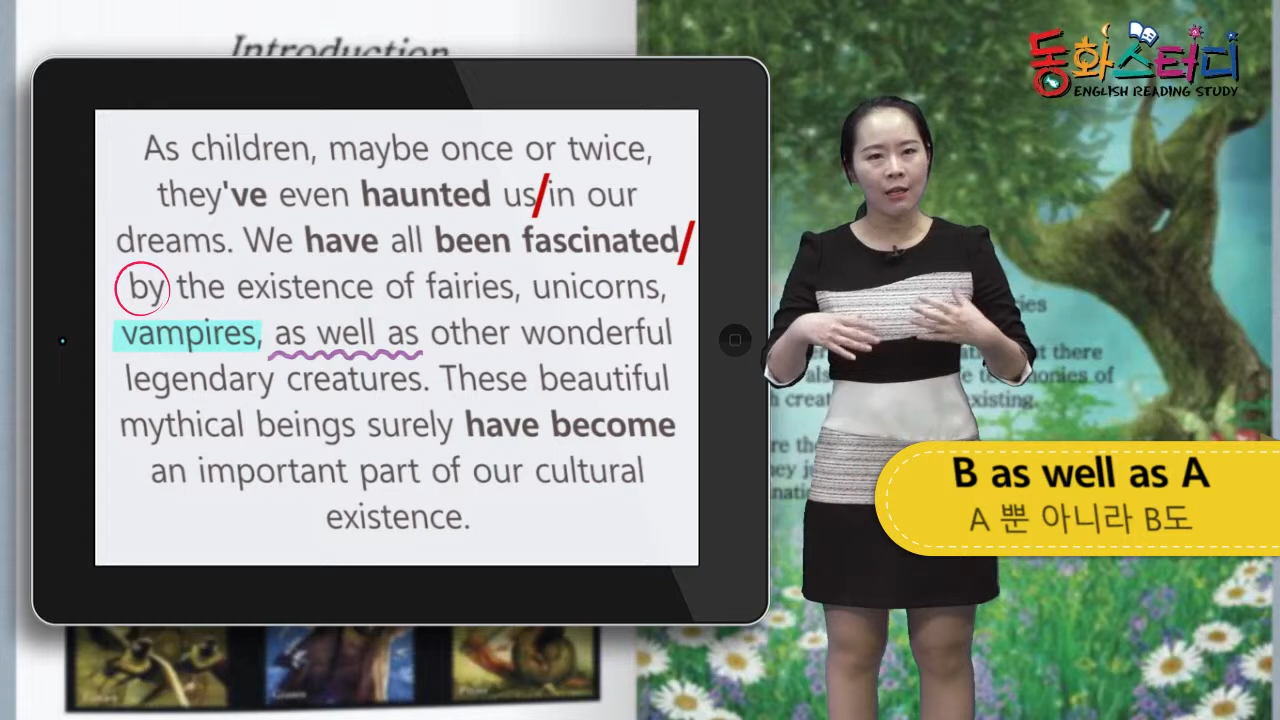 Introduction
동화스터디
ENGLISH READING STUDY
As children, maybe once or twice,
they've even haunted us/in our
dreams. We have all been fascinated/
by the existence of fairies, unicorns,
vampires, as well as other wonderful
legendary creatures. These beautiful
mythical beings surely have become
an important part of our cultural
existence.
B as well as A
A 뿐 아니라 B도